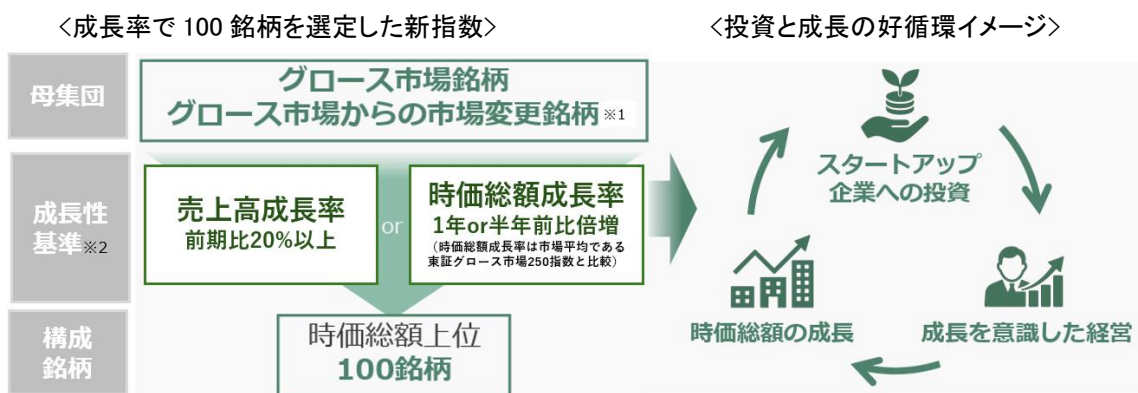 <成長率で 100 銘柄を選定した新指数>
<投資と成長の好循環イメージ>
母集団
グロース市場銘柄
グロース市場からの市場変更銘柄 ※1
成長性
基準※2
売上高成長率
前期比20%以上
or
時価総額成長率
1年or半年前比倍増
(時価総額成長率は市場平均である
東証グロース市場250指数と比較)
構成
銘柄
時価総額上位
100銘柄
スタートアップ
企業への投資
成長を意識した経営
時価総額の成長